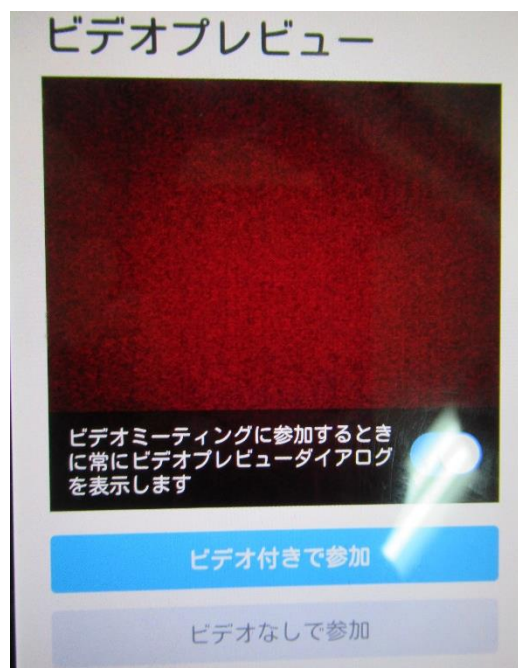 ビデオプレビュー
ビデオミーティングに参加するとき
に常にビデオプレビューダイアログ
を表示します
ビデオ付きで参加
ビデオなしで参加